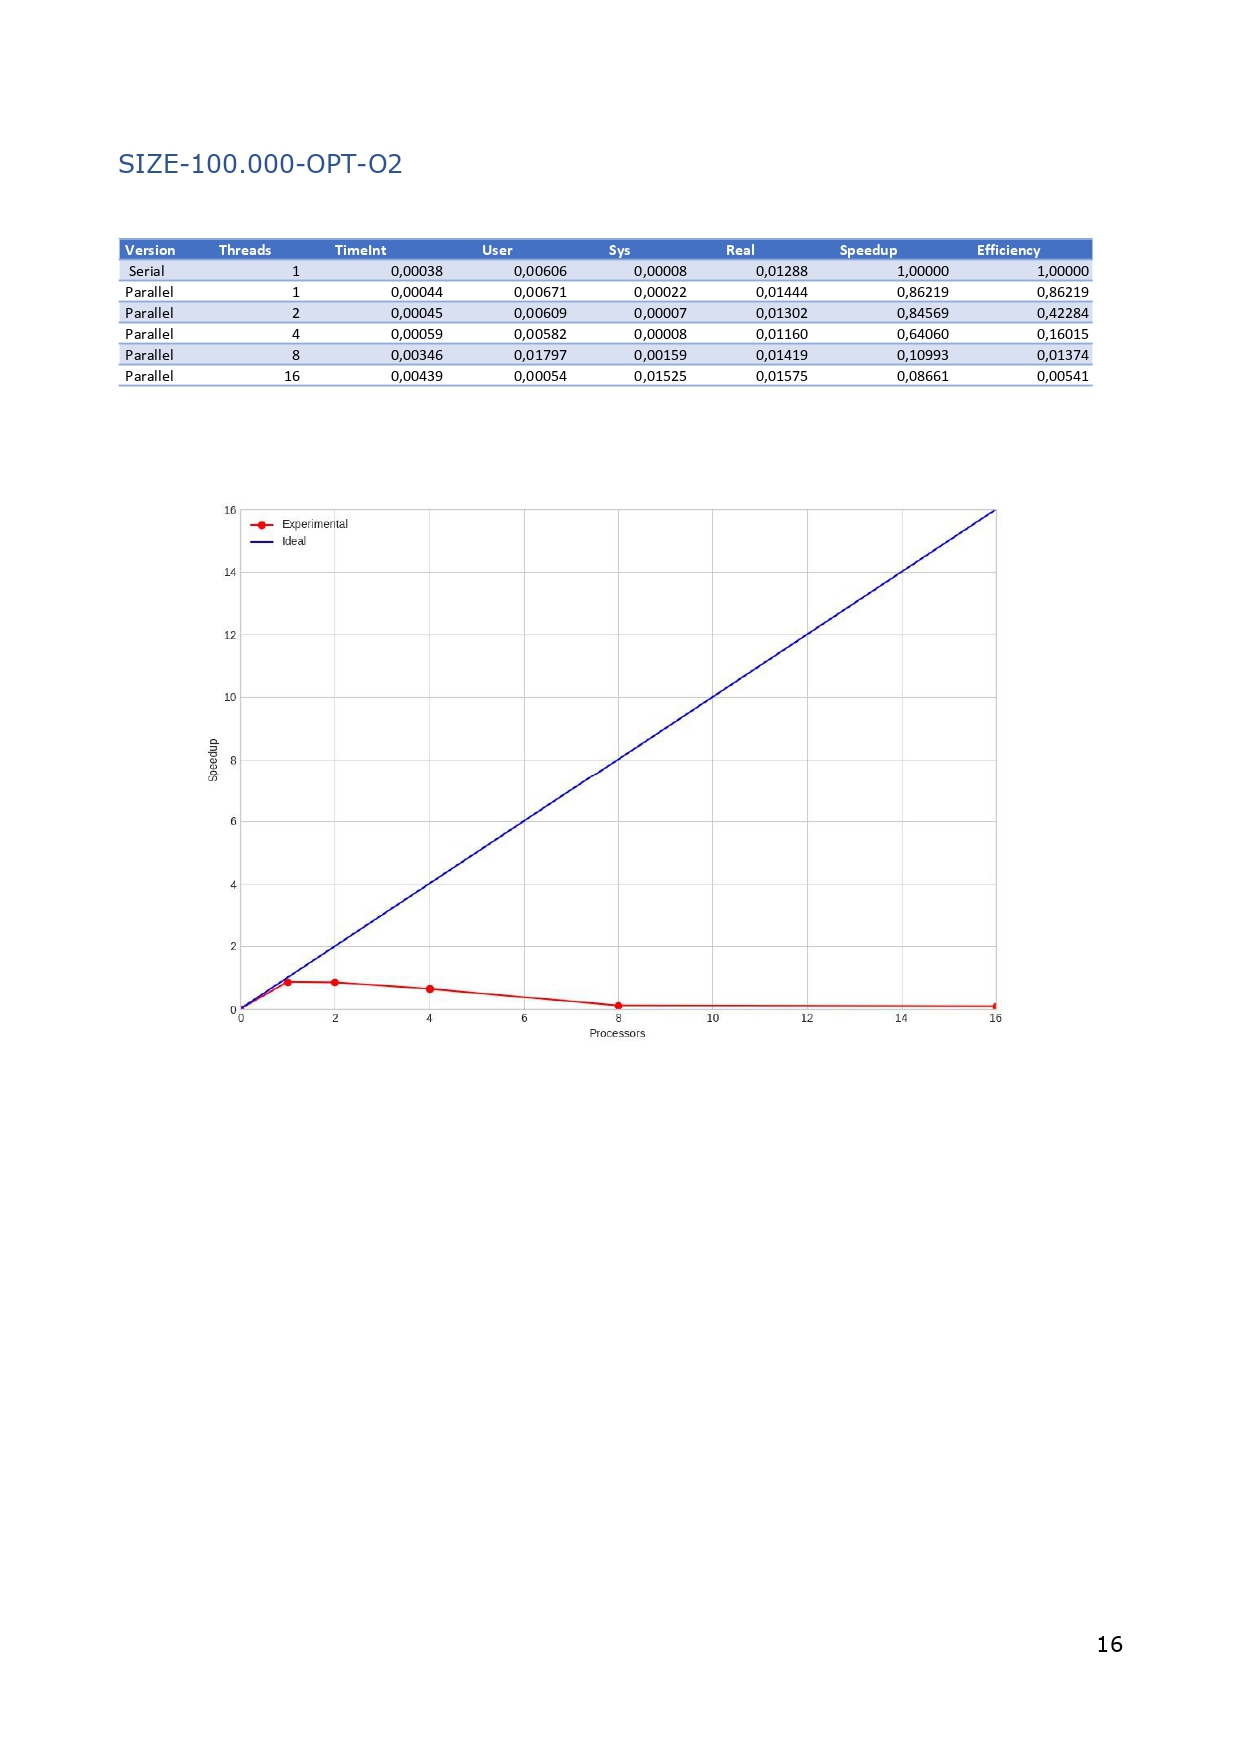 SIZE-100.000-OPT-O2
Version Threads TimeInt User Sys Real Speedup Efficiency
Serial 1 0,00038 0,00606 0,00008 0,01288 1,00000 1,00000
Parallel 1 0,00044 0,00671 0,00022 0,01444 0,86219 0,86219
Parallel 2 0,00045 0,00609 0,00007 0,01302 0,84569 0,42284
Parallel 4 0,00059 0,00582 0,00008 0,01160 0,64060 0,16015
Parallel 8 0,00346 0,01797 0,00159 0,01419 0,10993 0,01374
Parallel 16 0,00439 0,00054 0,01525 0,01575 0,08661 0,00541
Experimental
Ideal
16
14
12
10
8
6
4
2
0
Speedup
0 2 4 6 8 10 12 14 16
Processors
16